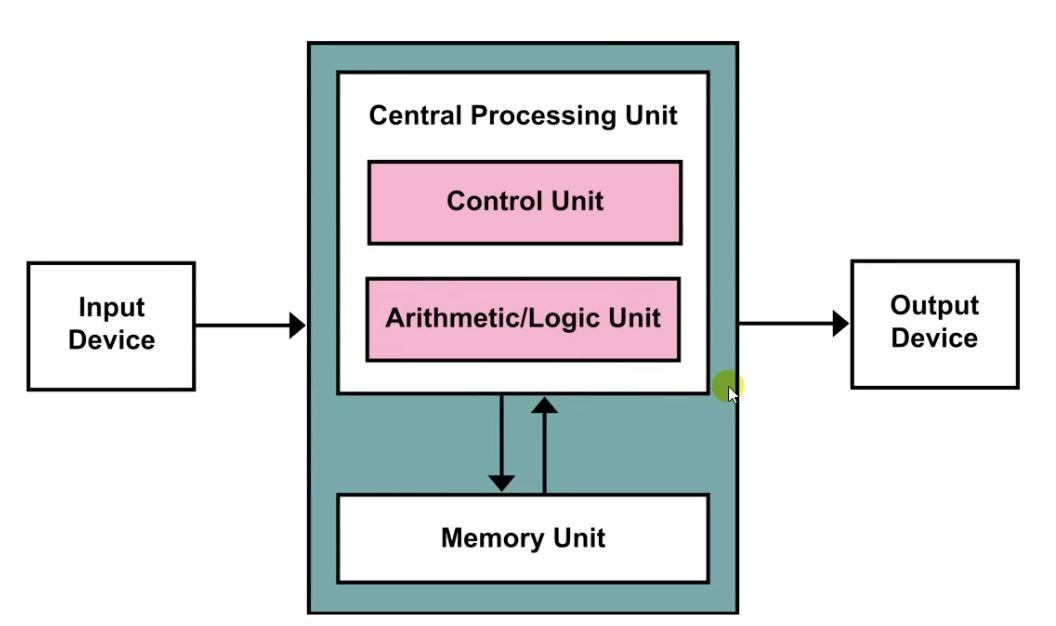 Central Processing Unit
Control Unit
Arithmetic/Logic Unit
Input
Device
Output
Device
Memory Unit